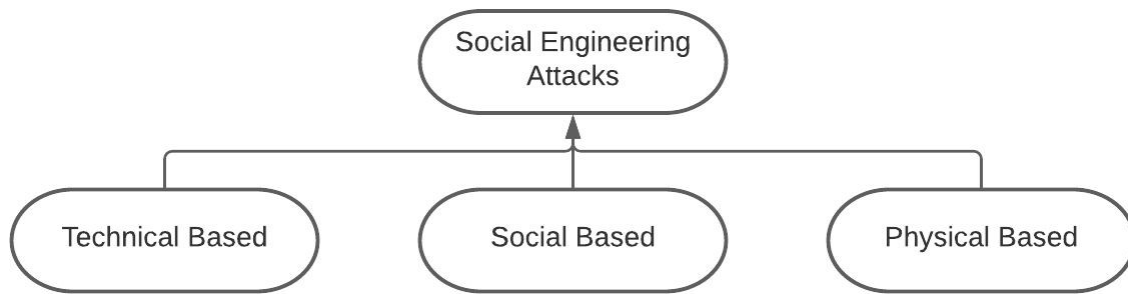 Social Engineering
Attacks
Technical Based
Social Based
Physical Based